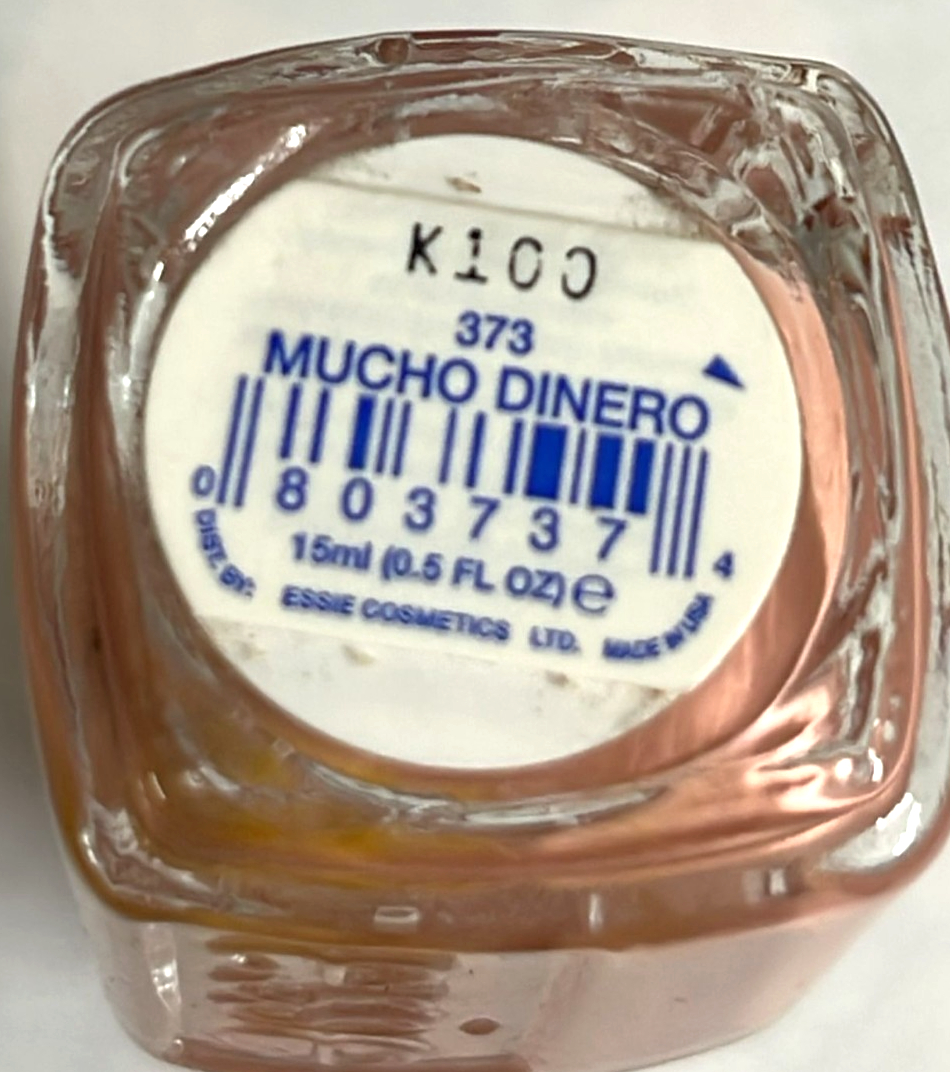 K100
373
MUCHO DINERO
0 8 0 3 7 3 7 4
15ml (0.5 FL OZ) ℮
DIST. BY: ESSIE COSMETICS LTD. MADE IN USA